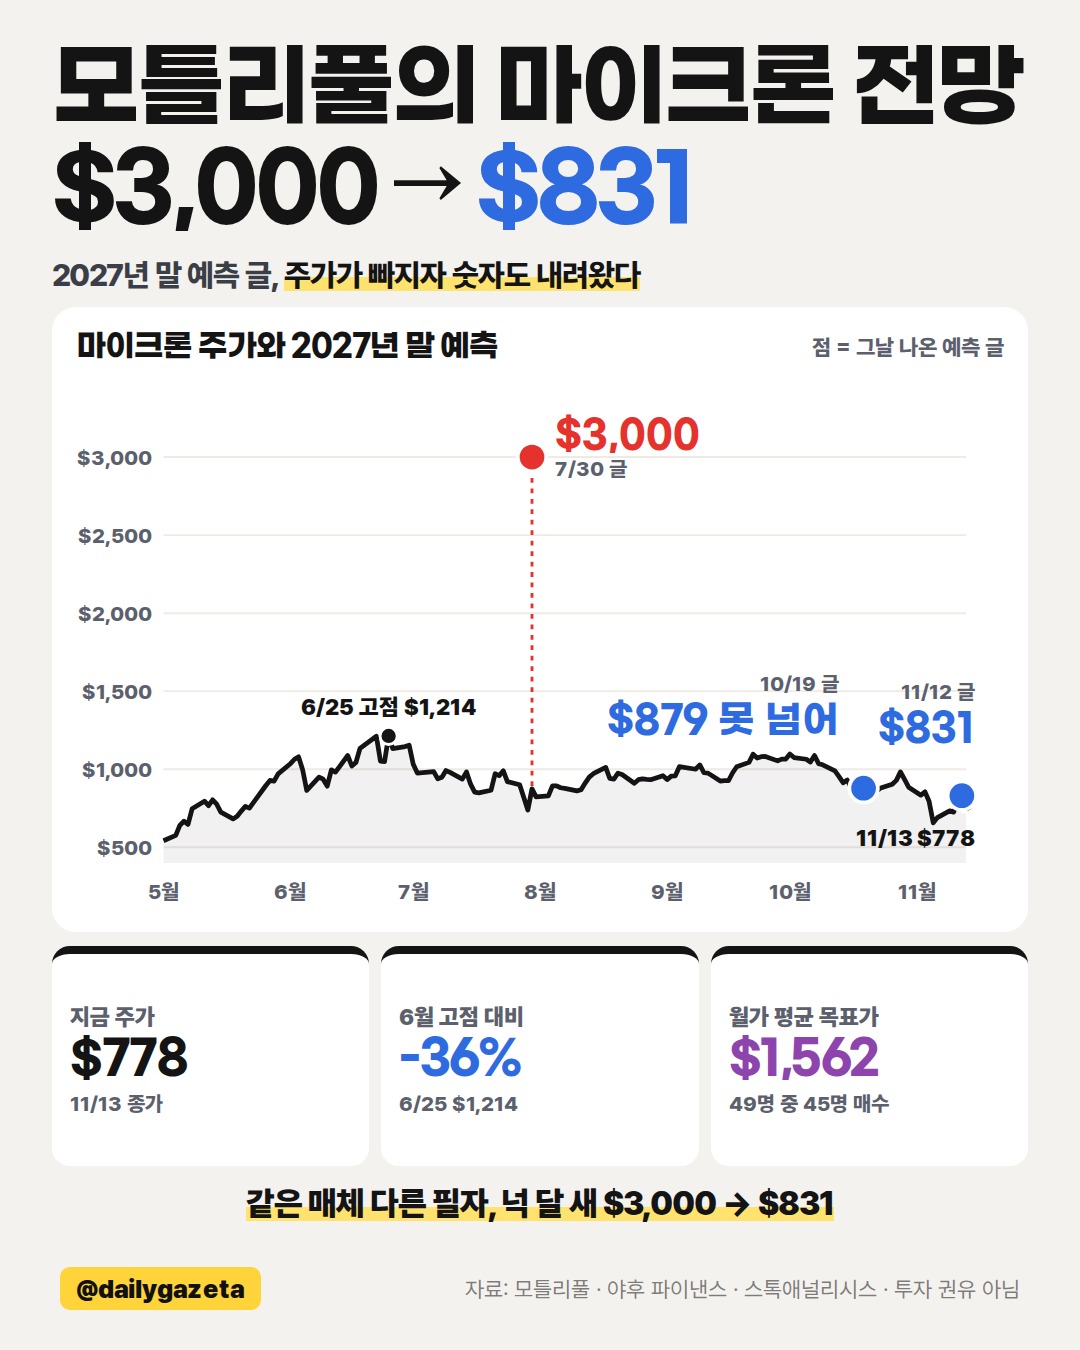 모틀리풀의 마이크론 전망
$3,000 → $831
2027년 말 예측 글, 주가가 빠지자 숫자도 내려왔다
마이크론 주가와 2027년 말 예측
점 = 그날 나온 예측 글
$3,000
7/30 글
$3,000
$2,500
$2,000
$1,500
$1,000
$500
6/25 고점 $1,214
10/19 글
$879 못 넘어
11/12 글
$831
11/13 $778
5월 6월 7월 8월 9월 10월 11월
지금 주가
$778
11/13 종가
6월 고점 대비
-36%
6/25 $1,214
월가 평균 목표가
$1,562
49명 중 45명 매수
같은 매체 다른 필자, 넉 달 새 $3,000 → $831
@dailygazeta
자료: 모틀리풀 · 야후 파이낸스 · 스톡애널리시스 · 투자 권유 아님